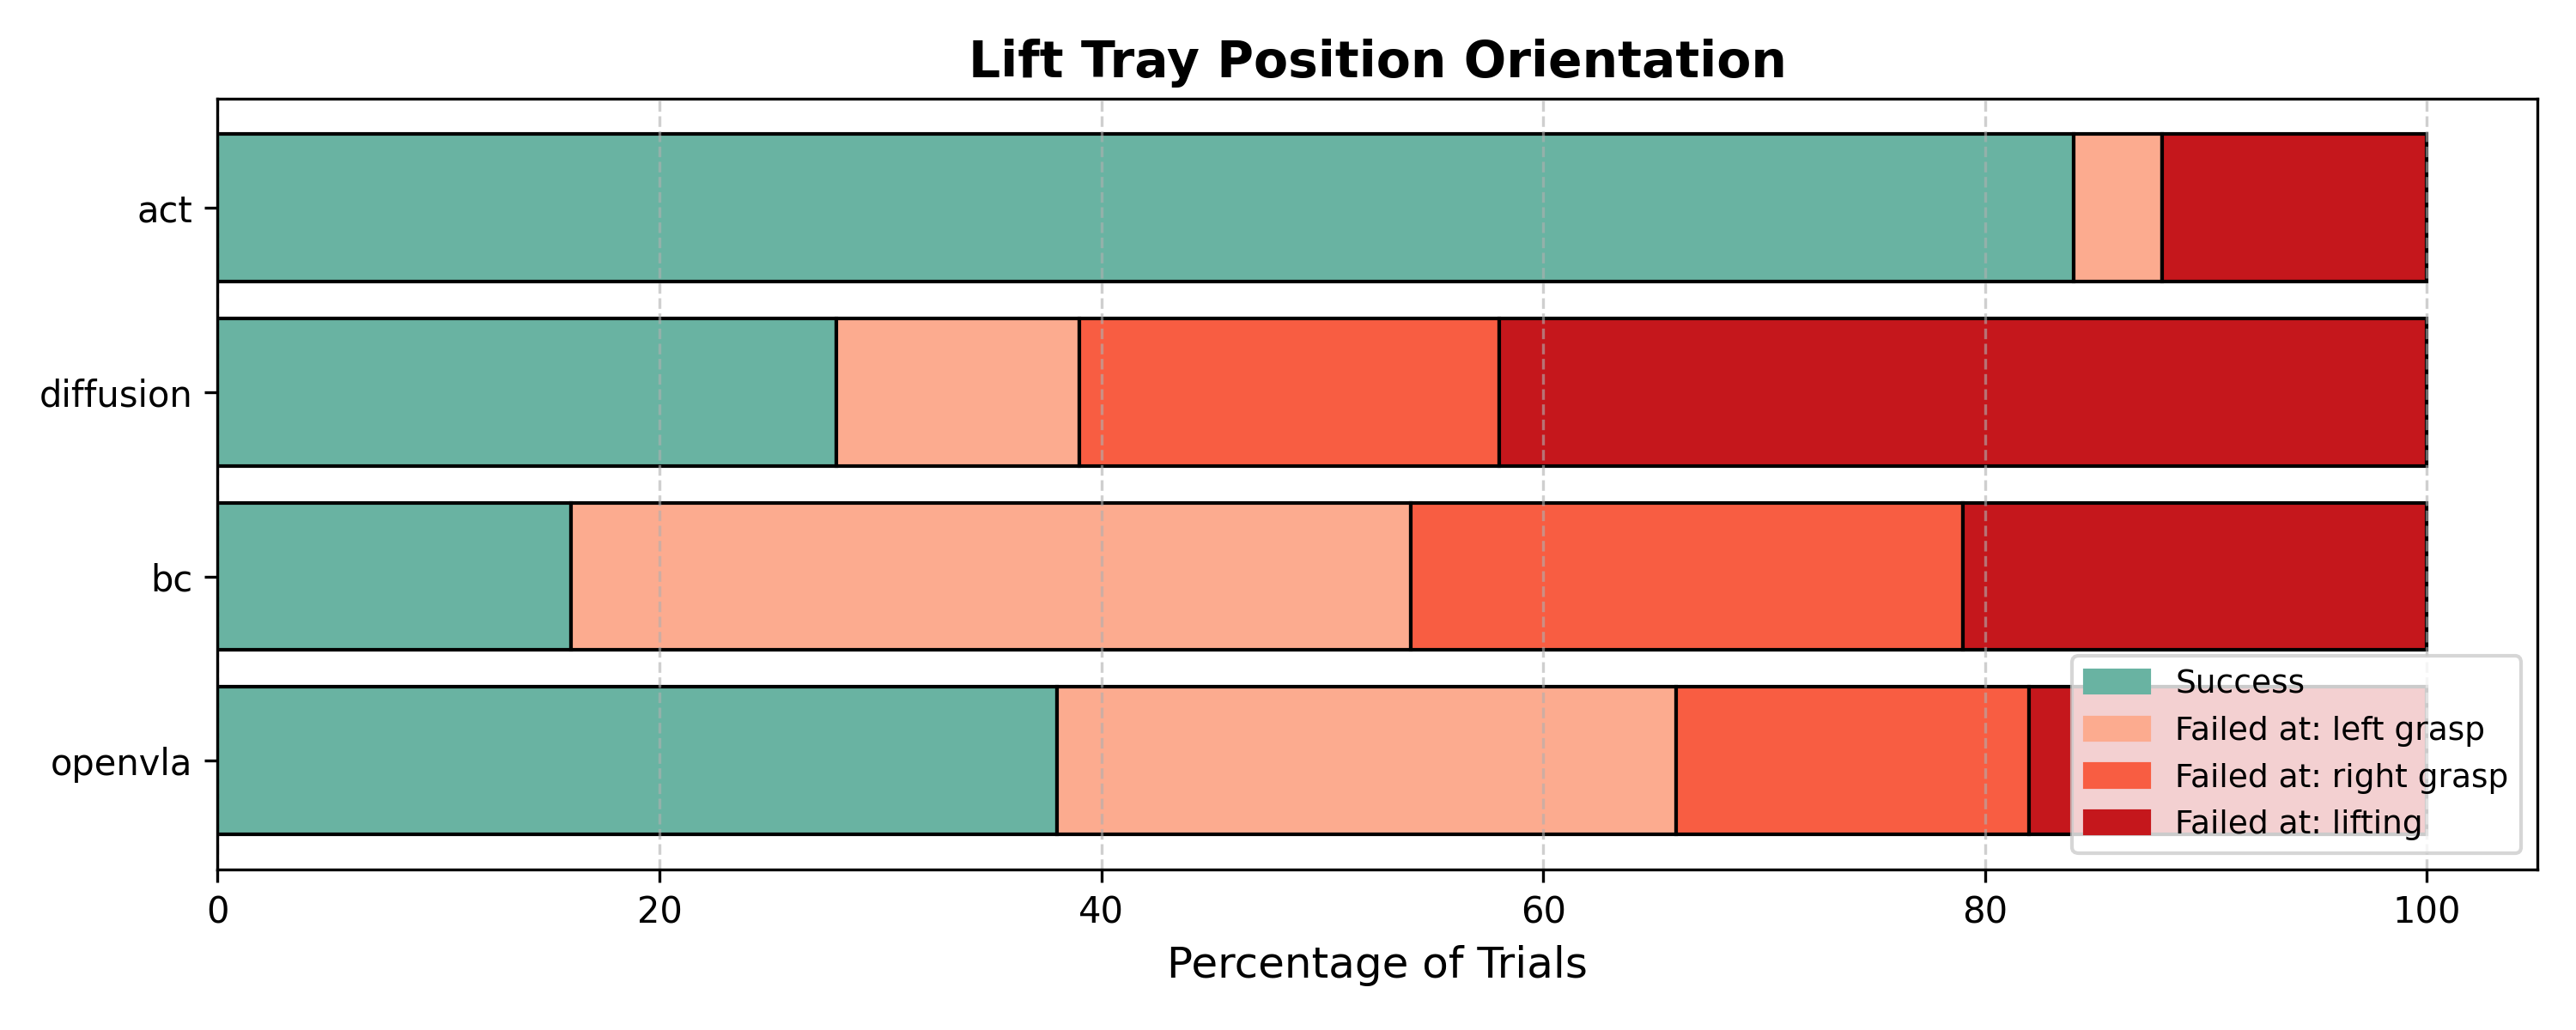 Lift Tray Position Orientation
act
diffusion
bc
openvla
Success
Failed at: left grasp
Failed at: right grasp
Failed at: lifting
0 20 40 60 80 100
Percentage of Trials